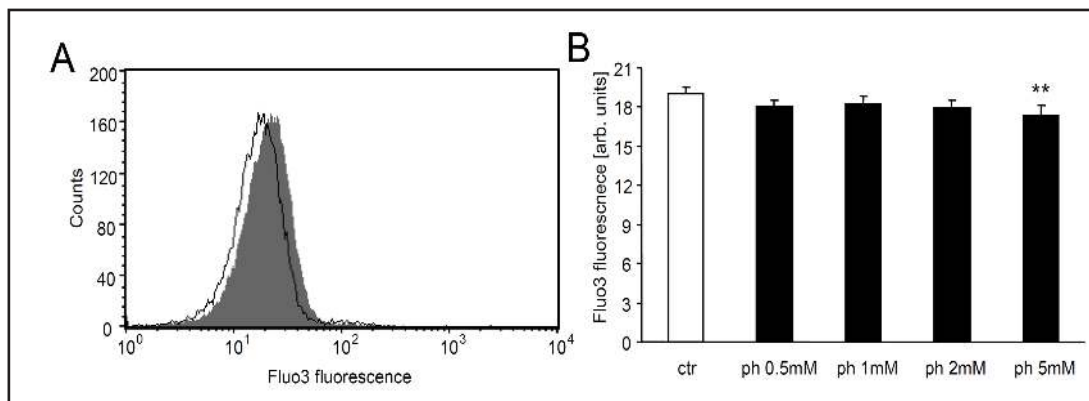 A
200
160
120
80
40
0
Counts
10^0 10^1 10^2 10^3 10^4
Fluo3 fluorescence
B
21
18
15
12
9
6
3
0
Fluo3 fluorescnece [arb. units]
**
ctr ph 0.5mM ph 1mM ph 2mM ph 5mM